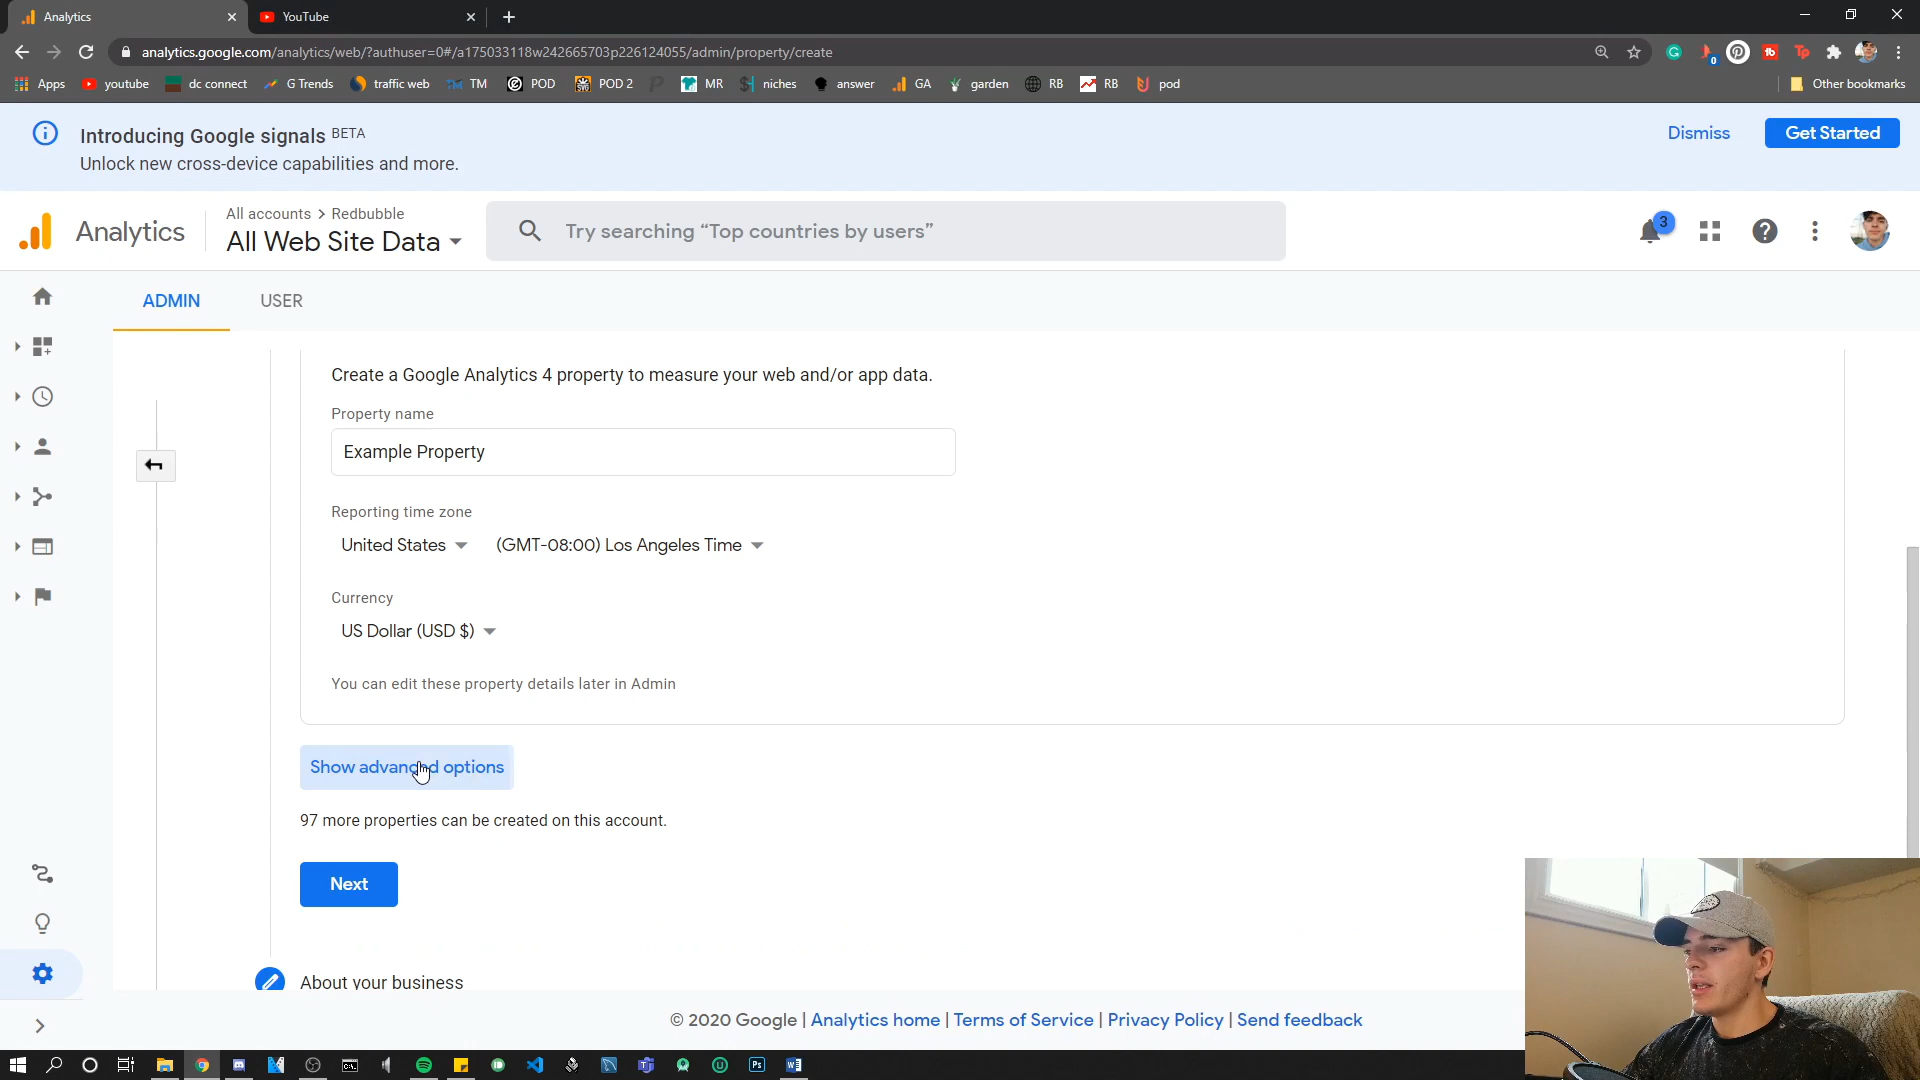 Analytics
YouTube
analytics.google.com/analytics/web/?authuser=0#/a175033118w242665703p226124055/admin/property/create
Apps youtube dc connect G Trends traffic web TM POD POD 2 MR niches answer GA garden RB RB pod Other bookmarks
Introducing Google signals BETA
Unlock new cross-device capabilities and more.
Dismiss
Get Started
Analytics
All accounts > Redbubble
All Web Site Data
Try searching “Top countries by users”
3
ADMIN USER
Create a Google Analytics 4 property to measure your web and/or app data.
Property name
Example Property
Reporting time zone
United States (GMT-08:00) Los Angeles Time
Currency
US Dollar (USD $)
You can edit these property details later in Admin
Show advanced options
97 more properties can be created on this account.
Next
About your business
© 2020 Google | Analytics home | Terms of Service | Privacy Policy | Send feedback